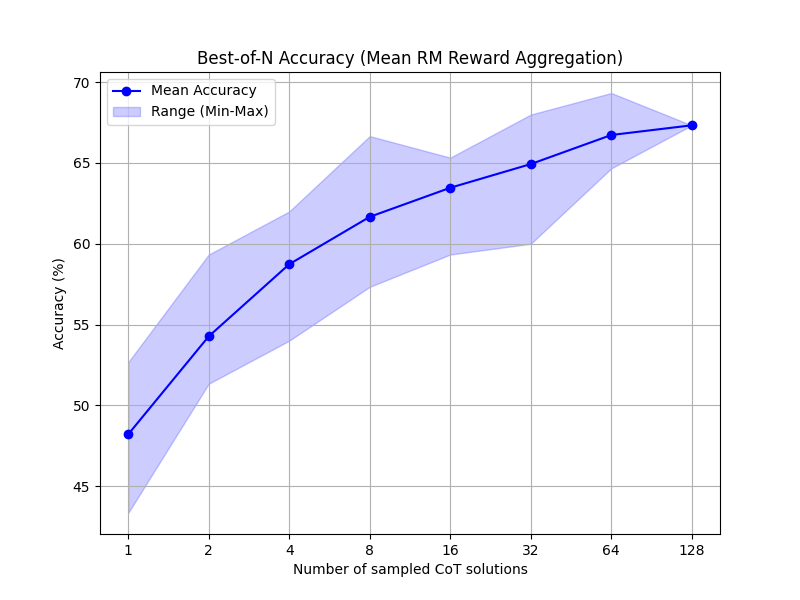 Best-of-N Accuracy (Mean RM Reward Aggregation)
Mean Accuracy
Range (Min-Max)
70
65
60
55
50
45
Accuracy (%)
1 2 4 8 16 32 64 128
Number of sampled CoT solutions